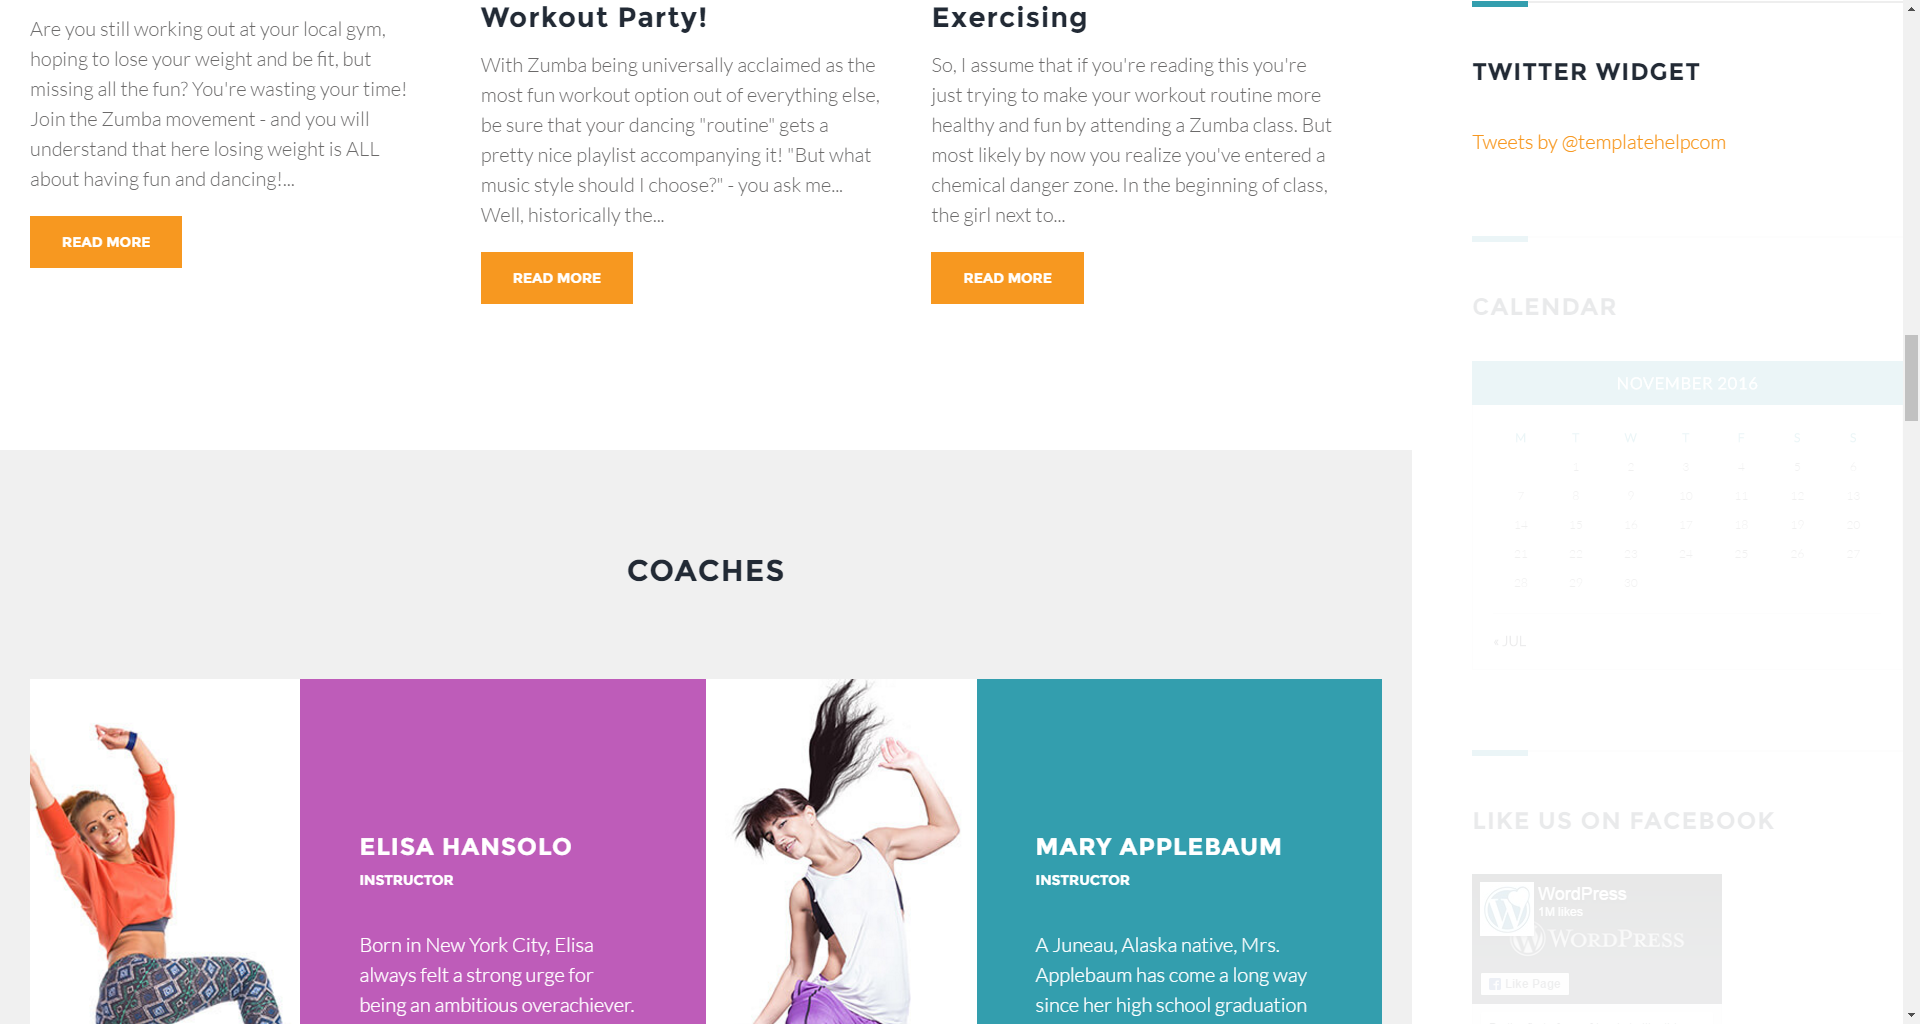 Are you still working out at your local gym,
hoping to lose your weight and be fit, but
missing all the fun? You're wasting your time!
Join the Zumba movement - and you will
understand that here losing weight is ALL
about having fun and dancing!...
READ MORE
Workout Party!
With Zumba being universally acclaimed as the
most fun workout option out of everything else,
be sure that your dancing "routine" gets a
pretty nice playlist accompanying it! "But what
music style should I choose?" - you ask me...
Well, historically the...
READ MORE
Exercising
So, I assume that if you're reading this you're
just trying to make your workout routine more
healthy and fun by attending a Zumba class. But
most likely by now you realize you've entered a
chemical danger zone. In the beginning of class,
the girl next to...
READ MORE
COACHES
ELISA HANSOLO
INSTRUCTOR
Born in New York City, Elisa
always felt a strong urge for
being an ambitious overachiever.
MARY APPLEBAUM
INSTRUCTOR
A Juneau, Alaska native, Mrs.
Applebaum has come a long way
since her high school graduation
TWITTER WIDGET
Tweets by @templatehelpcom
CALENDAR
NOVEMBER 2016
M T W T F S S
1 2 3 4 5 6
7 8 9 10 11 12 13
14 15 16 17 18 19 20
21 22 23 24 25 26 27
28 29 30
« JUL
LIKE US ON FACEBOOK
WordPress
1M likes
WORDPRESS
Like Page